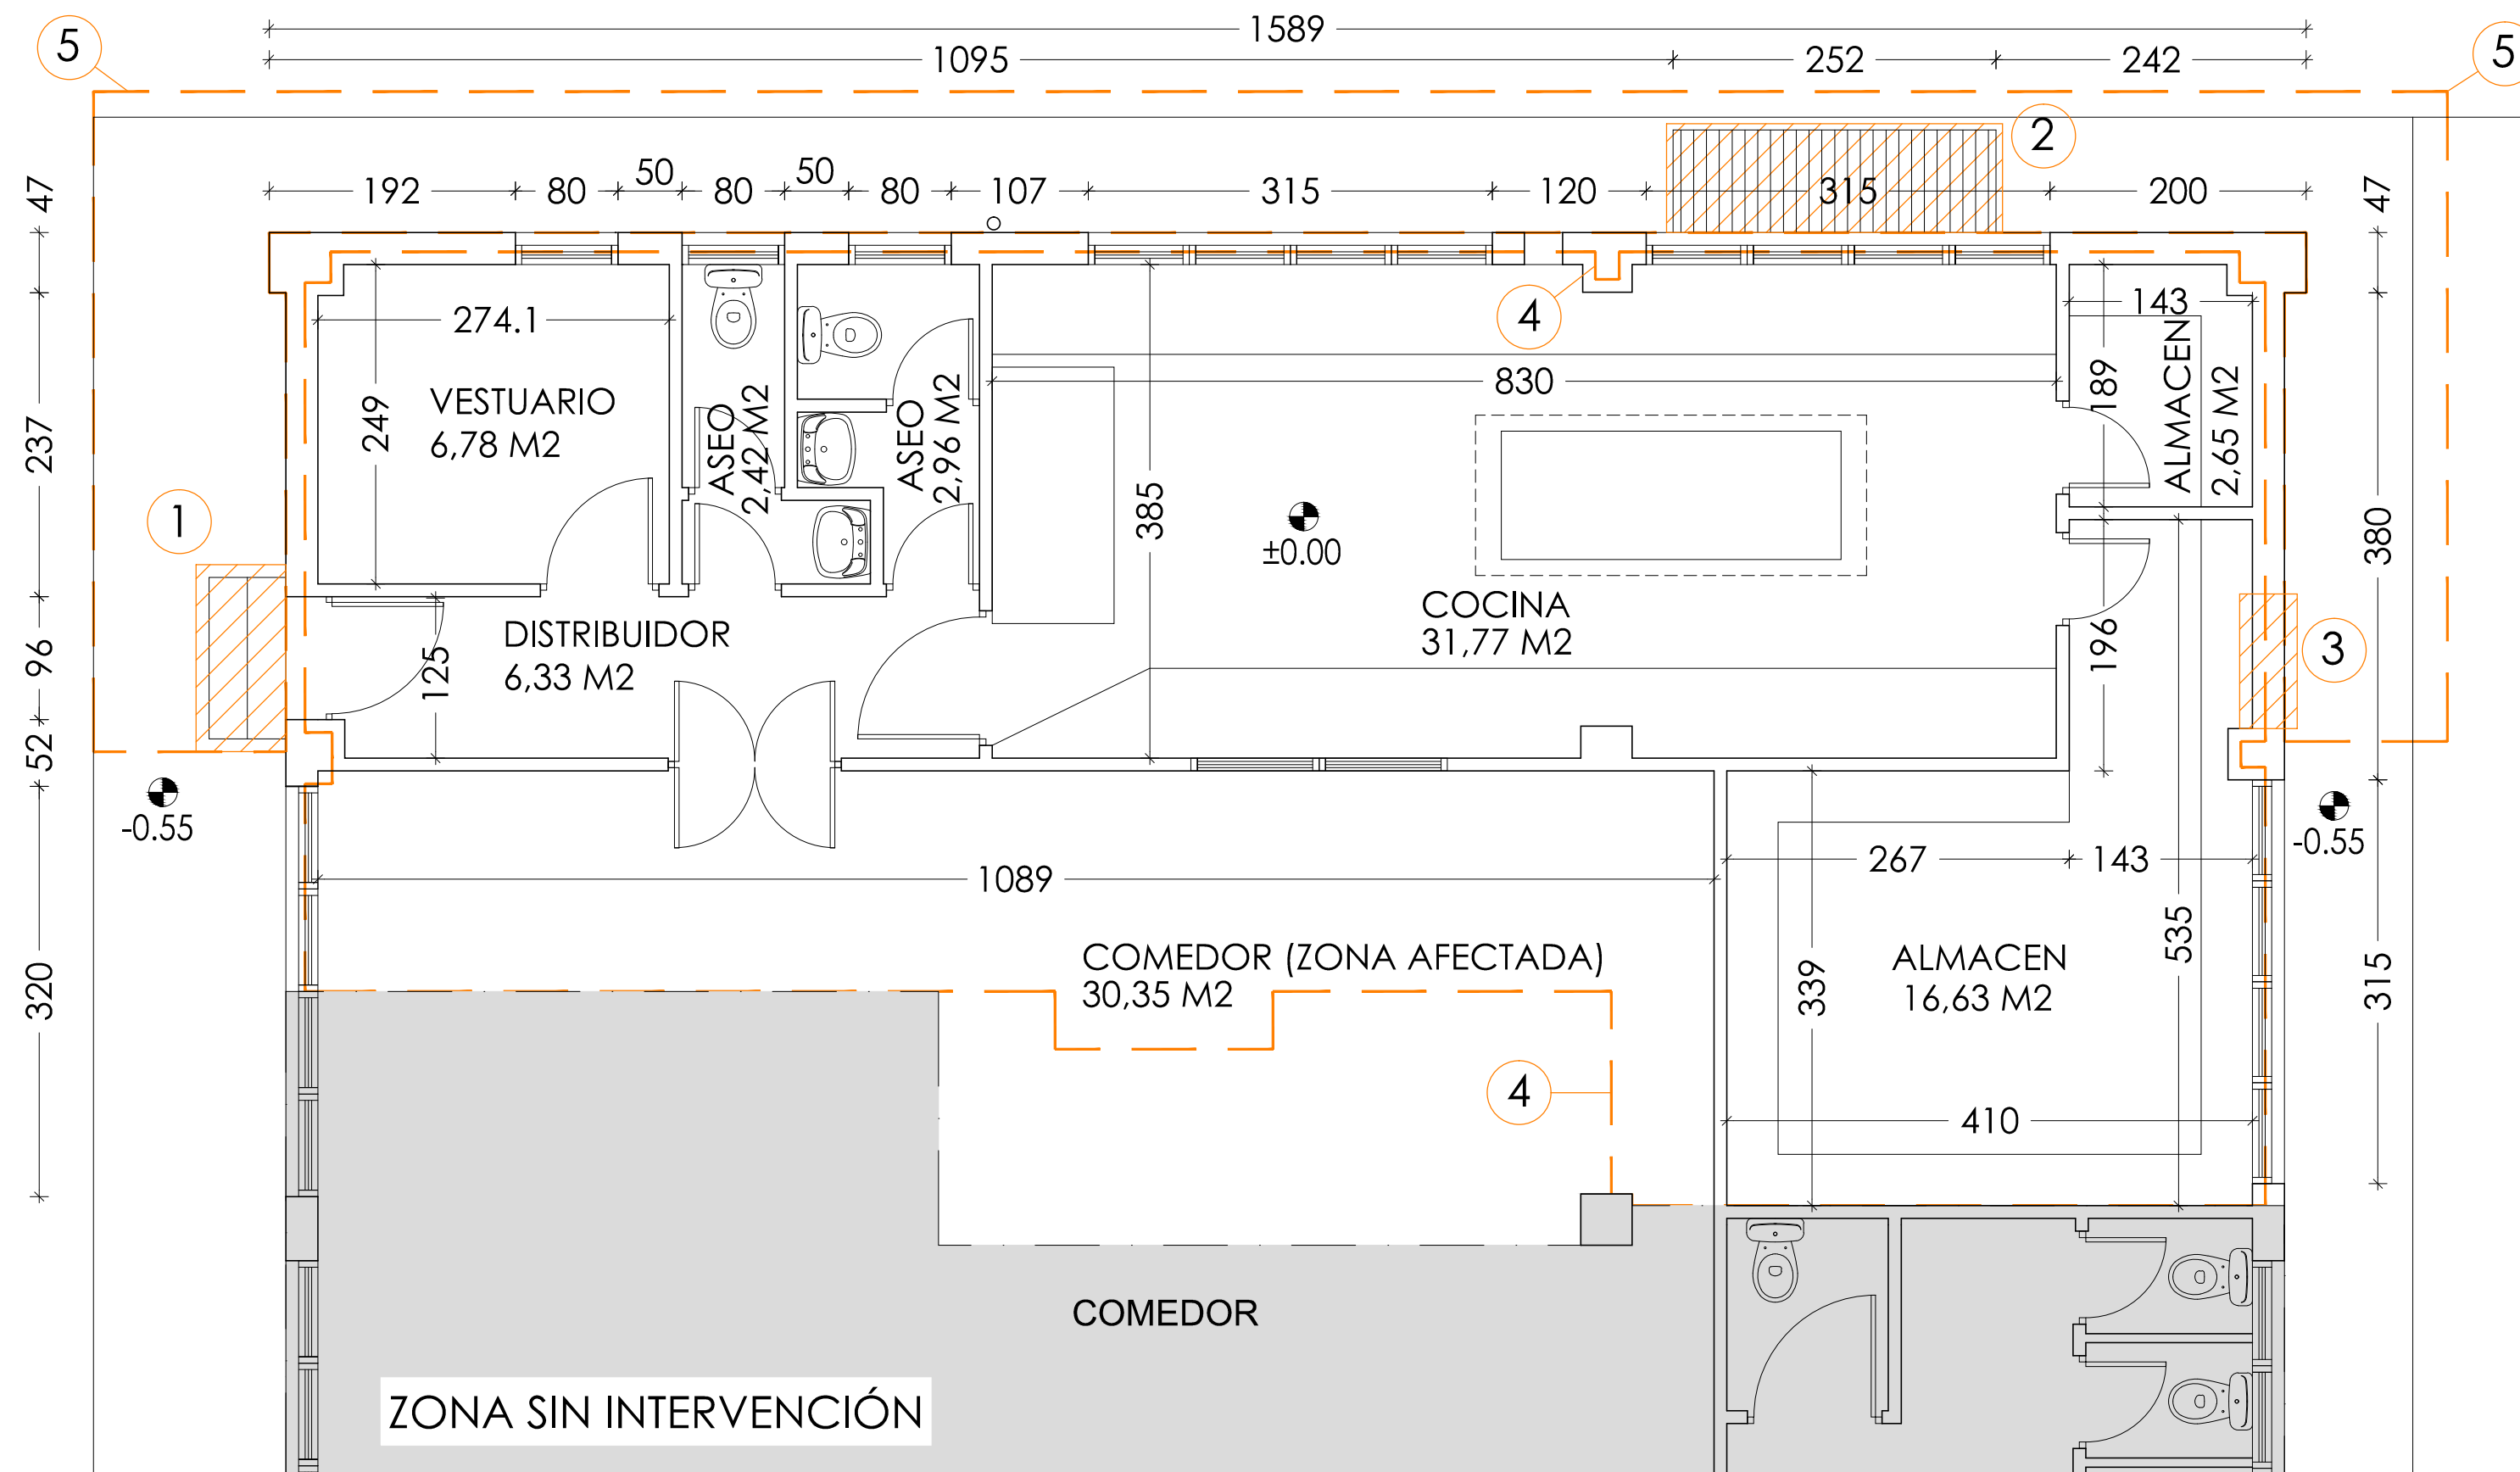 1589
5
5
1095
252
242
2
47
192
80
50
80
50
80
107
315
120
315
200
47
274.1
4
143
VESTUARIO
6,78 M2
249
ASEO
2,42 M2
ASEO
2,96 M2
830
189
ALMACEN
2,65 M2
237
1
385
±0.00
380
COCINA
31,77 M2
DISTRIBUIDOR
6,33 M2
125
196
3
96
52
-0.55
-0.55
1089
267
143
COMEDOR (ZONA AFECTADA)
30,35 M2
ALMACEN
16,63 M2
535
339
320
315
4
410
COMEDOR
ZONA SIN INTERVENCIÓN